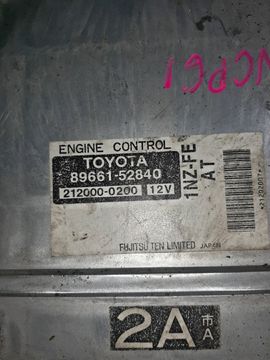 NCP61
ENGINE CONTROL
TOYOTA
89661-52840
212000-0200 12V
1NZ-FE
AT
FUJITSU TEN LIMITED JAPAN
2A
A